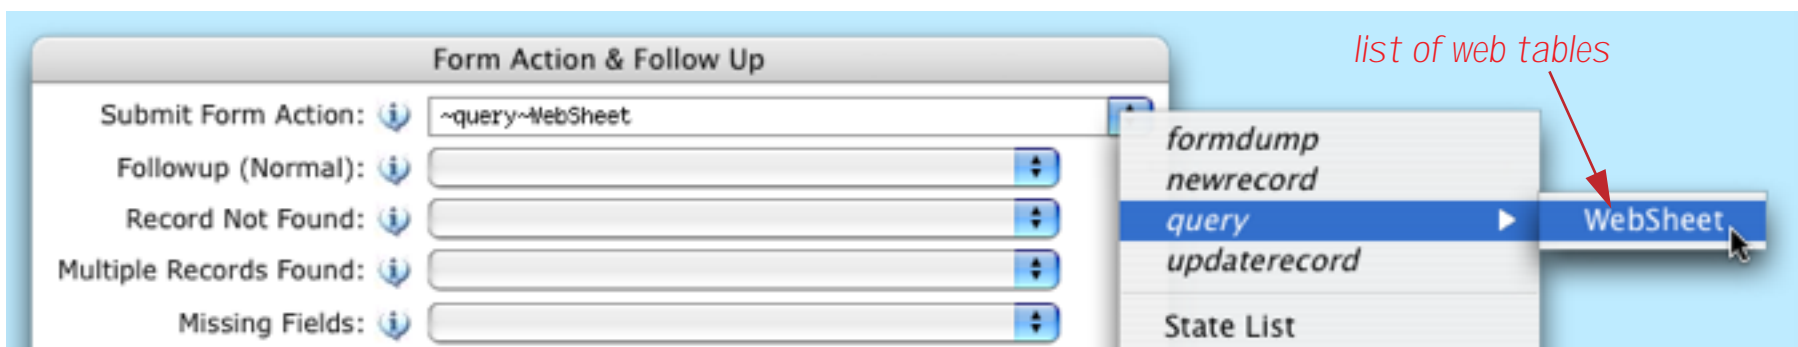 list of web tables
Form Action & Follow Up
Submit Form Action: ~query~WebSheet
Followup (Normal):
Record Not Found:
Multiple Records Found:
Missing Fields:
formdump
newrecord
query
WebSheet
updaterecord
State List